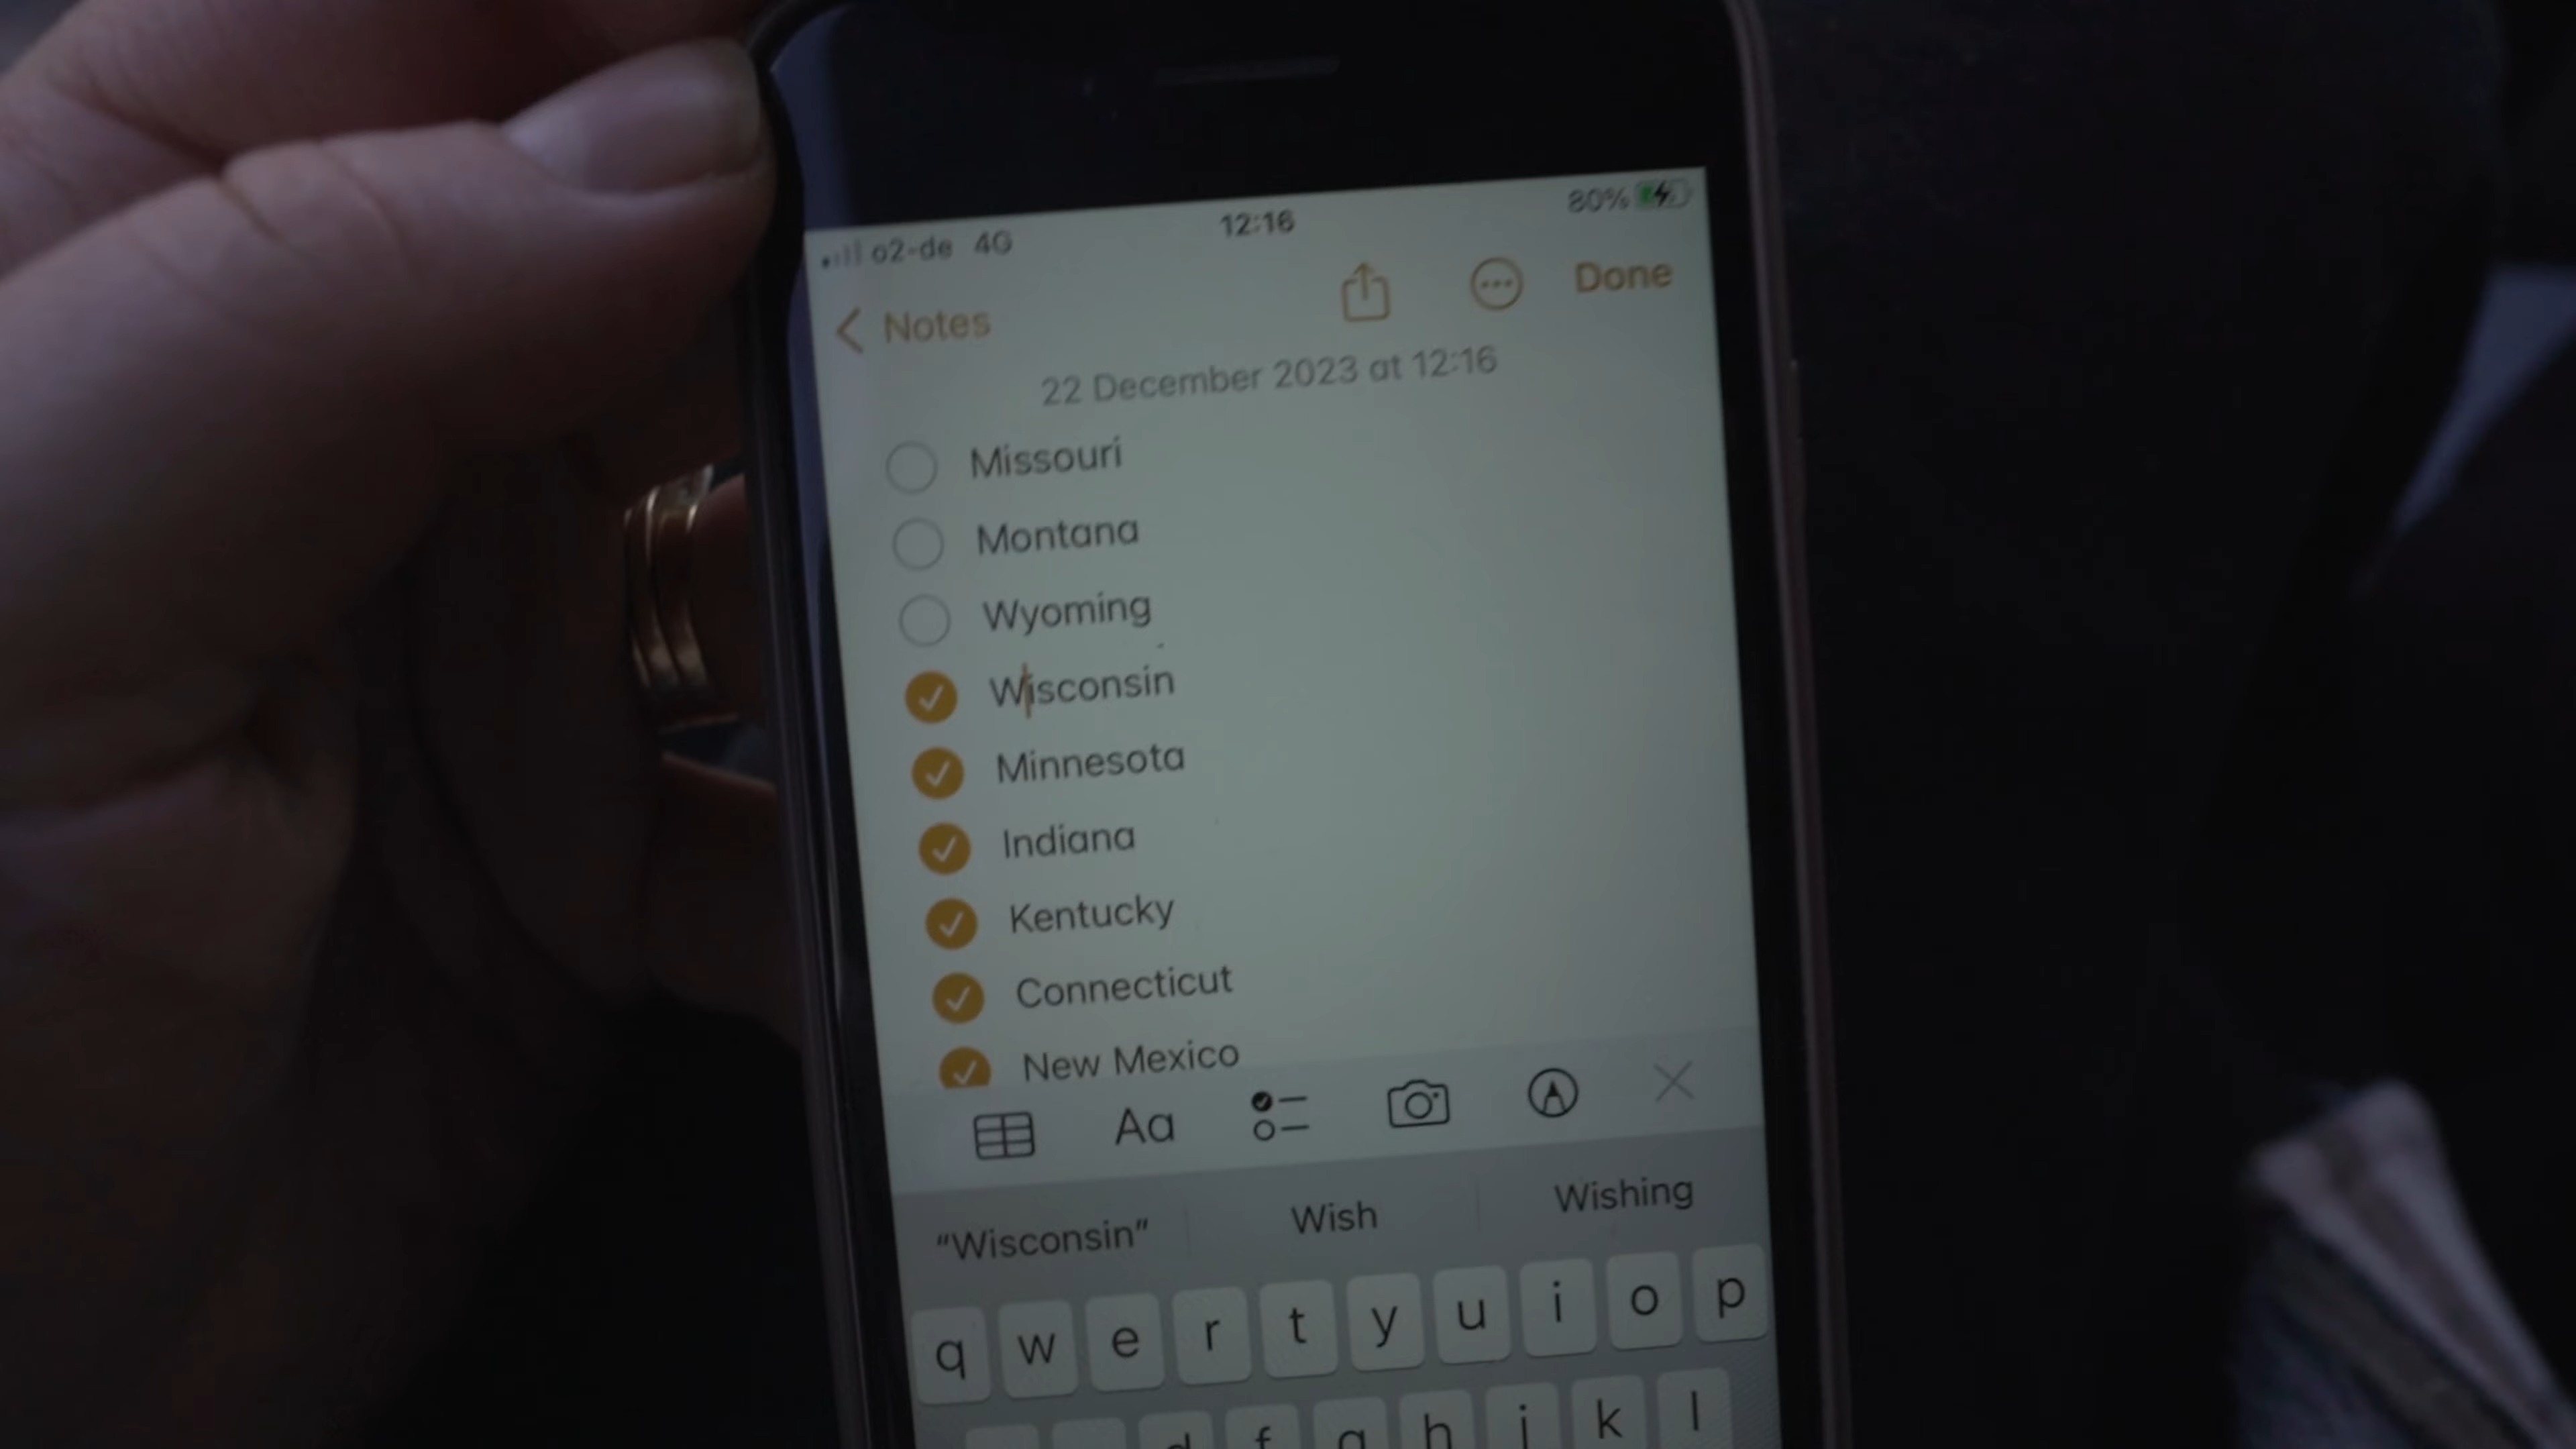 o2-de 4G 12:16 80%
Notes Done
22 December 2023 at 12:16
Missouri
Montana
Wyoming
Wisconsin
Minnesota
Indiana
Kentucky
Connecticut
New Mexico
Aa
“Wisconsin” Wish Wishing
q w e r t y u i o p
d f g h j k l